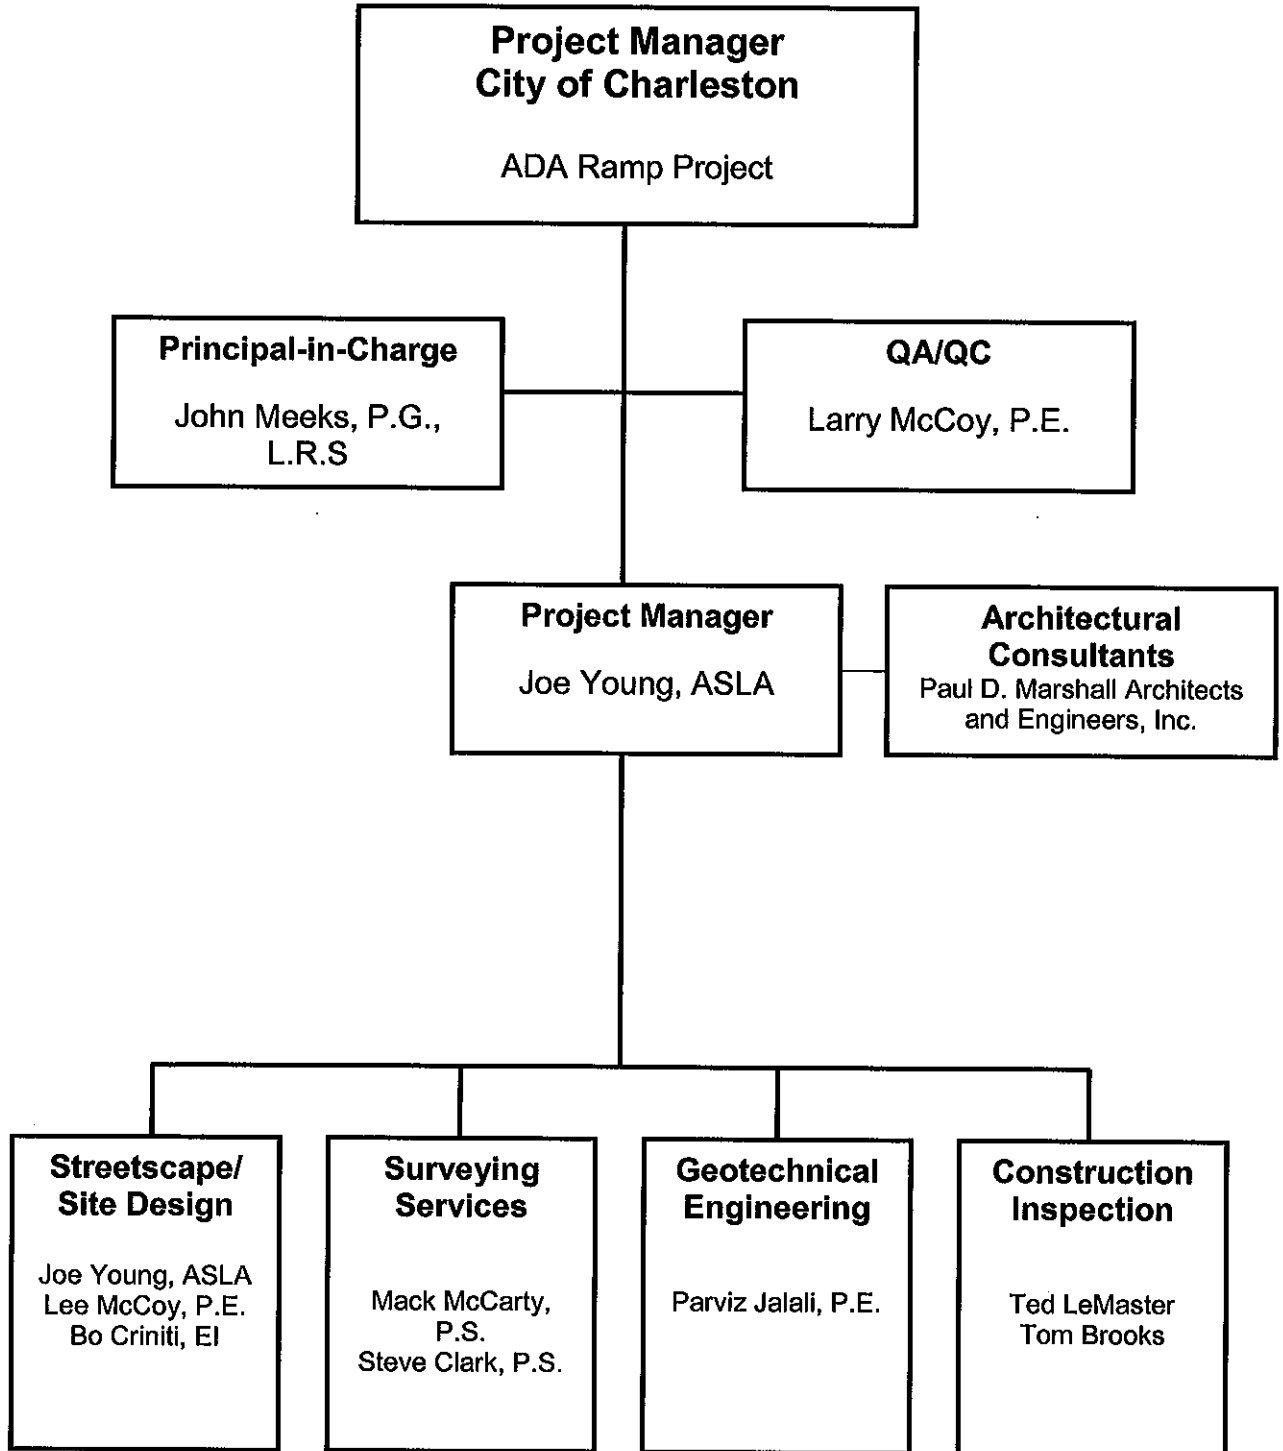 Project Manager
City of Charleston
ADA Ramp Project
Principal-in-Charge
John Meeks, P.G.,
L.R.S
QA/QC
Larry McCoy, P.E.
Project Manager
Joe Young, ASLA
Architectural
Consultants
Paul D. Marshall Architects
and Engineers, Inc.
Streetscape/
Site Design
Joe Young, ASLA
Lee McCoy, P.E.
Bo Criniti, EI
Surveying
Services
Mack McCarty,
P.S.
Steve Clark, P.S.
Geotechnical
Engineering
Parviz Jalali, P.E.
Construction
Inspection
Ted LeMaster
Tom Brooks